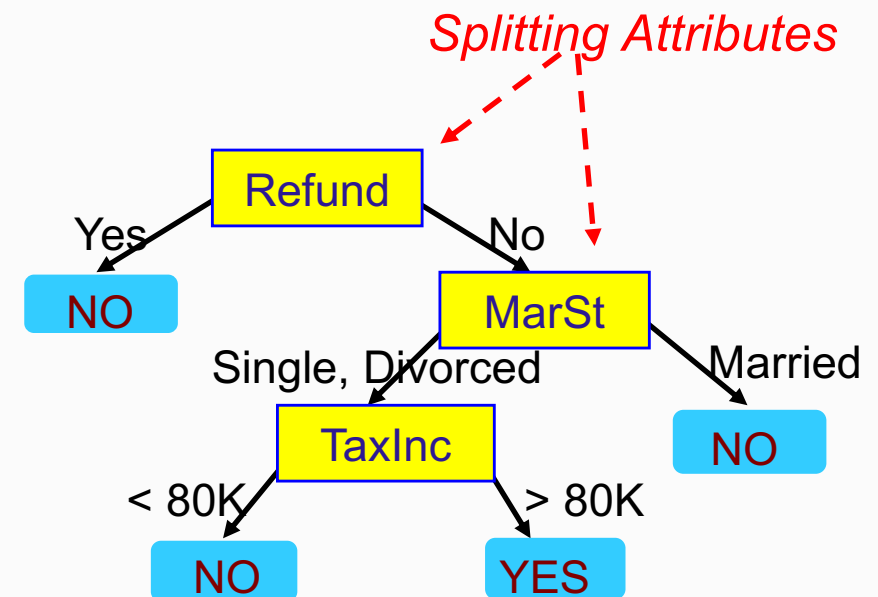 Splitting Attributes
Refund
Yes
No
NO
MarSt
Single, Divorced
Married
TaxInc
NO
< 80K
> 80K
NO
YES